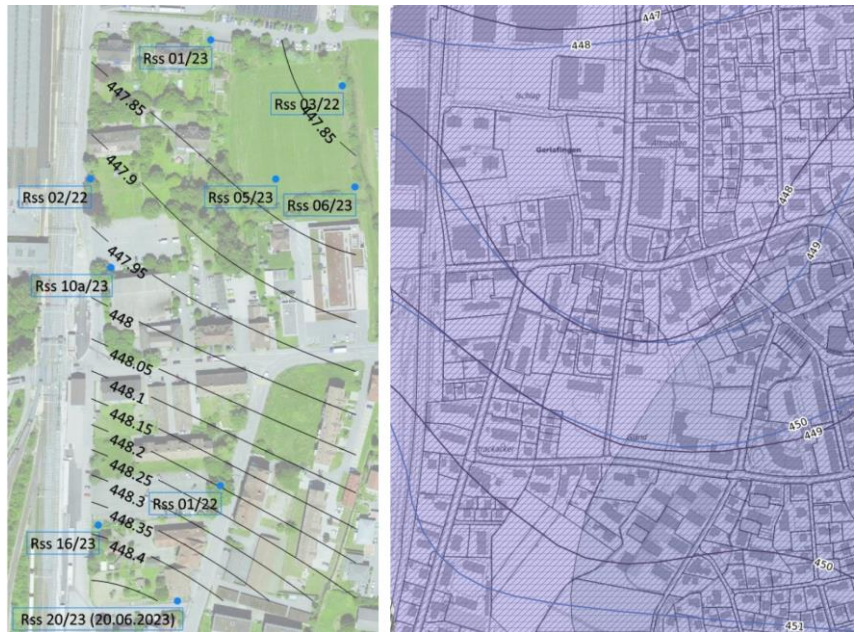 Rss 01/23
Rss 03/22
447.85
447.85
447.9
Rss 02/22
Rss 05/23
Rss 06/23
447.95
Rss 10a/23
448
448.05
448.1
448.15
448.2
448.25
Rss 01/22
448.3
448.35
Rss 16/23
448.4
Rss 20/23 (20.06.2023)
447
448
Gerlafingen
448
449
450
449
450
451